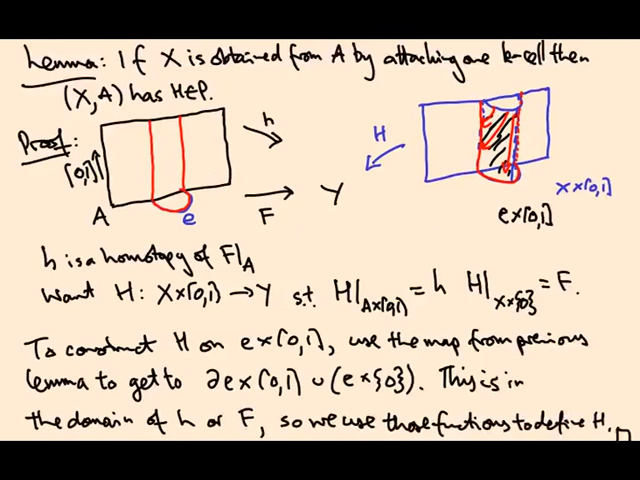 Lemma: If X is obtained from A by attaching one k-cell then
(X,A) has HEP.
Proof:
h
H
[0,1]
Y
X×[0,1]
A
e
F
e×[0,1]
h is a homotopy of F|_A
Want H: X×[0,1] → Y s.t. H|_{A×[0,1]} = h H|_{X×{0}} = F.
To construct H on e×[0,1], use the map from previous
lemma to get to ∂e×[0,1] ∪ (e×{0}). This is in
the domain of h or F, so we use those functions to define H. □